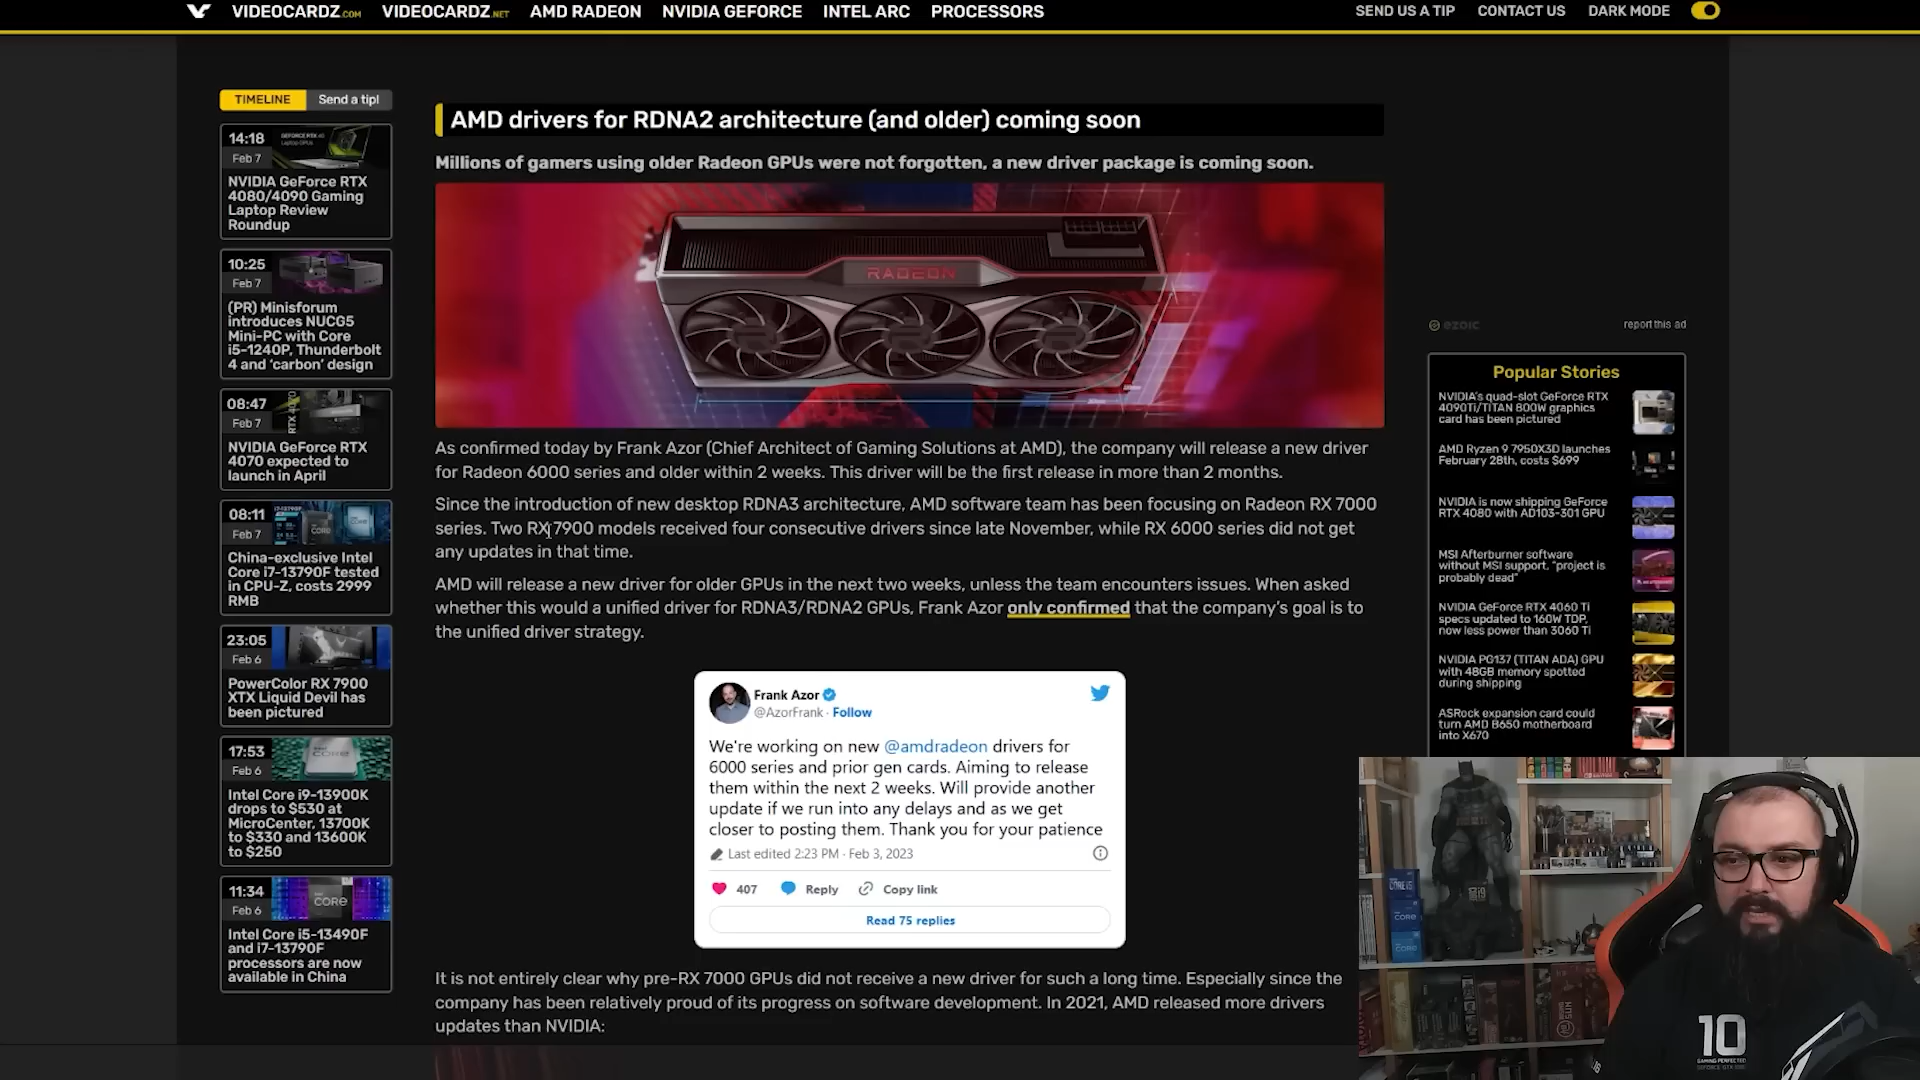 VIDEOCARDZ.COM
VIDEOCARDZ.NET
AMD RADEON
NVIDIA GEFORCE
INTEL ARC
PROCESSORS
SEND US A TIP
CONTACT US
DARK MODE
TIMELINE
Send a tip!
14:18
Feb 7
NVIDIA GeForce RTX
4080/4090 Gaming
Laptop Review
Roundup
10:25
Feb 7
(PR) Minisforum
introduces NUCG5
Mini-PC with Core
i5-1240P, Thunderbolt
4 and ‘carbon’ design
08:47
Feb 7
RTX 4070
NVIDIA GeForce RTX
4070 expected to
launch in April
08:11
Feb 7
China-exclusive Intel
Core i7-13790F tested
in CPU-Z, costs 2999
RMB
23:05
Feb 6
PowerColor RX 7900
XTX Liquid Devil has
been pictured
17:53
Feb 6
Intel Core i9-13900K
drops to $530 at
MicroCenter, 13700K
to $330 and 13600K
to $250
11:34
Feb 6
CORE
Intel Core i5-13490F
and i7-13790F
processors are now
available in China
AMD drivers for RDNA2 architecture (and older) coming soon
Millions of gamers using older Radeon GPUs were not forgotten, a new driver package is coming soon.
RADEON
As confirmed today by Frank Azor (Chief Architect of Gaming Solutions at AMD), the company will release a new driver
for Radeon 6000 series and older within 2 weeks. This driver will be the first release in more than 2 months.
Since the introduction of new desktop RDNA3 architecture, AMD software team has been focusing on Radeon RX 7000
series. Two RX 7900 models received four consecutive drivers since late November, while RX 6000 series did not get
any updates in that time.
AMD will release a new driver for older GPUs in the next two weeks, unless the team encounters issues. When asked
whether this would a unified driver for RDNA3/RDNA2 GPUs, Frank Azor only confirmed that the company’s goal is to
the unified driver strategy.
Frank Azor
@AzorFrank · Follow
We're working on new @amdradeon drivers for
6000 series and prior gen cards. Aiming to release
them within the next 2 weeks. Will provide another
update if we run into any delays and as we get
closer to posting them. Thank you for your patience
Last edited 2:23 PM · Feb 3, 2023
407
Reply
Copy link
Read 75 replies
It is not entirely clear why pre-RX 7000 GPUs did not receive a new driver for such a long time. Especially since the
company has been relatively proud of its progress on software development. In 2021, AMD released more drivers
updates than NVIDIA:
ezoic
report this ad
Popular Stories
NVIDIA's quad-slot GeForce RTX
4090Ti/TITAN 800W graphics
card has been pictured
AMD Ryzen 9 7950X3D launches
February 28th, costs $699
NVIDIA is now shipping GeForce
RTX 4080 with AD103-301 GPU
MSI Afterburner software
without MSI support, "project is
probably dead"
NVIDIA GeForce RTX 4060 Ti
specs updated to 160W TDP,
now less power than 3060 Ti
NVIDIA PG137 (TITAN ADA) GPU
with 48GB memory spotted
during shipping
ASRock expansion card could
turn AMD B650 motherboard
into X670
CORE
10